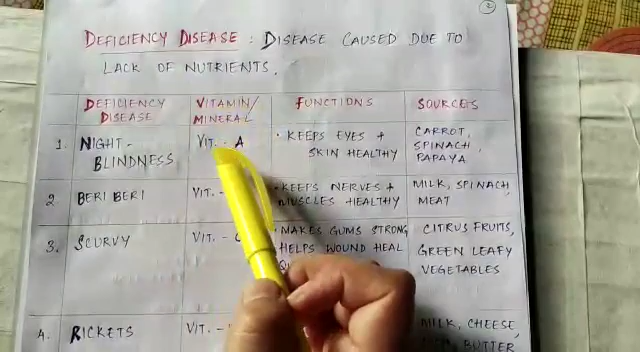 2
DEFICIENCY DISEASE : DISEASE CAUSED DUE TO
LACK OF NUTRIENTS.
DEFICIENCY DISEASE
VITAMIN/ MINERAL
FUNCTIONS
SOURCES
1. NIGHT-
BLINDNESS
VIT. - A
• KEEPS EYES +
SKIN HEALTHY
CARROT,
SPINACH,
PAPAYA
2 BERI BERI
VIT. -
• KEEPS NERVES +
MUSCLES HEALTHY
MILK, SPINACH,
MEAT
3. SCURVY
VIT. - C
• MAKES GUMS STRONG
HELPS WOUND HEAL
CITRUS FRUITS,
GREEN LEAFY
VEGETABLES
4. RICKETS
VIT. -
MILK, CHEESE,
BUTTER